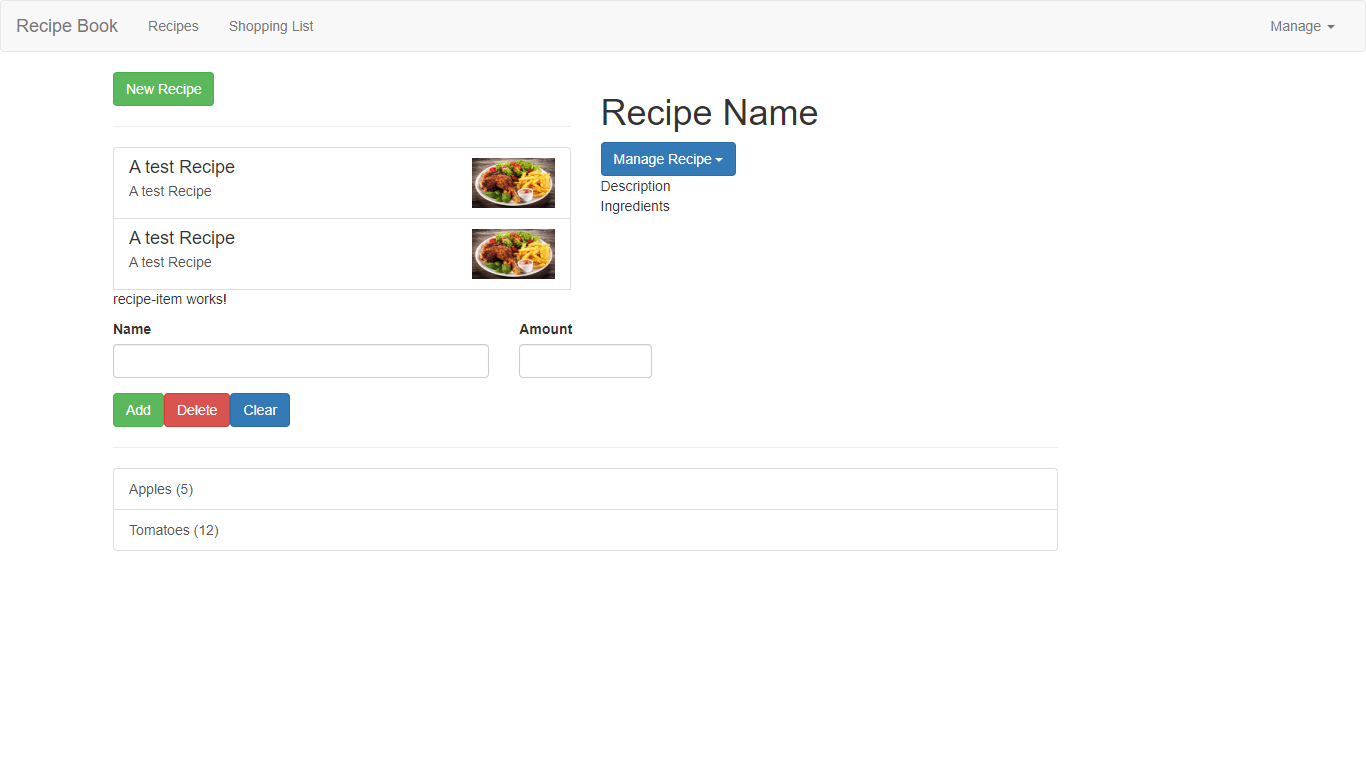 Recipe Book Recipes Shopping List Manage
New Recipe
A test Recipe
A test Recipe
A test Recipe
A test Recipe
recipe-item works!
Recipe Name
Manage Recipe
Description
Ingredients
Name Amount
Add Delete Clear
Apples (5)
Tomatoes (12)